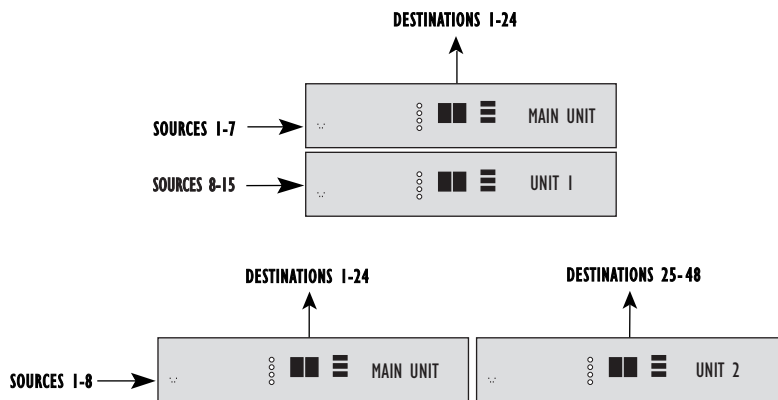 DESTINATIONS 1-24
MAIN UNIT
SOURCES 1-7
UNIT 1
SOURCES 8-15
DESTINATIONS 1-24
DESTINATIONS 25-48
MAIN UNIT
UNIT 2
SOURCES 1-8